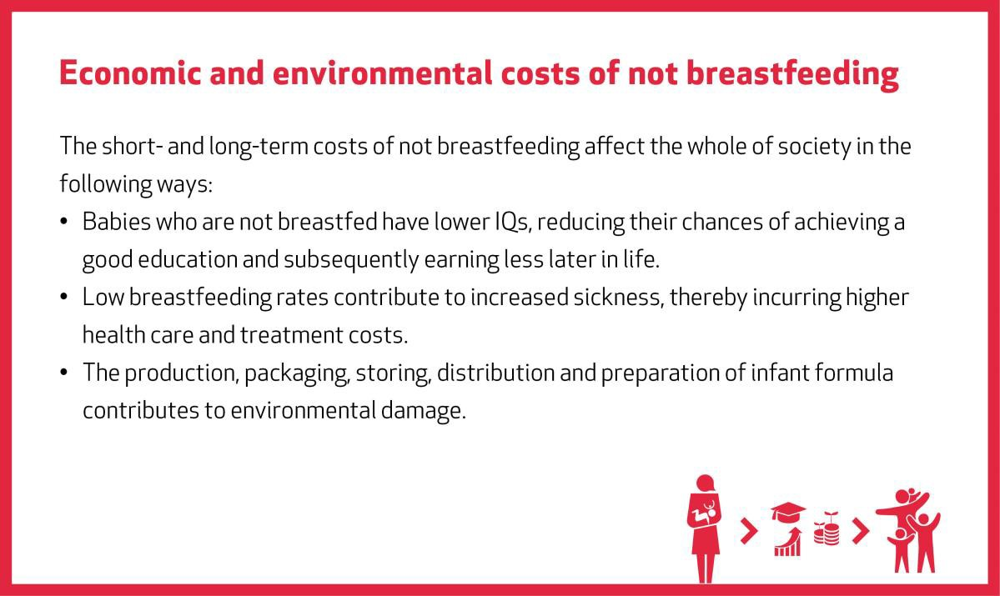 Economic and environmental costs of not breastfeeding
The short- and long-term costs of not breastfeeding affect the whole of society in the
following ways:
• Babies who are not breastfed have lower IQs, reducing their chances of achieving a
good education and subsequently earning less later in life.
• Low breastfeeding rates contribute to increased sickness, thereby incurring higher
health care and treatment costs.
• The production, packaging, storing, distribution and preparation of infant formula
contributes to environmental damage.